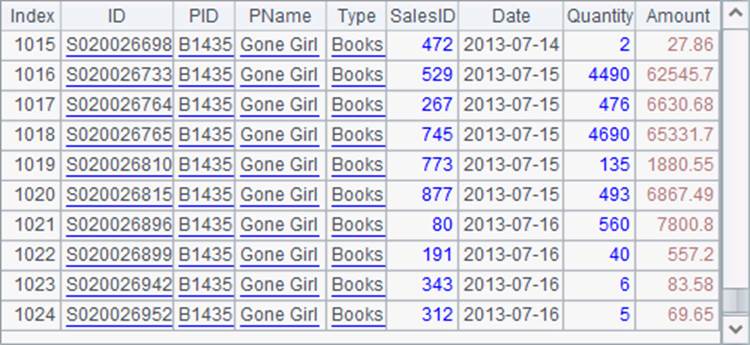 Index ID PID PName Type SalesID Date Quantity Amount
1015 S020026698 B1435 Gone Girl Books 472 2013-07-14 2 27.86
1016 S020026733 B1435 Gone Girl Books 529 2013-07-15 4490 62545.7
1017 S020026764 B1435 Gone Girl Books 267 2013-07-15 476 6630.68
1018 S020026765 B1435 Gone Girl Books 745 2013-07-15 4690 65331.7
1019 S020026810 B1435 Gone Girl Books 773 2013-07-15 135 1880.55
1020 S020026815 B1435 Gone Girl Books 877 2013-07-15 493 6867.49
1021 S020026896 B1435 Gone Girl Books 80 2013-07-16 560 7800.8
1022 S020026899 B1435 Gone Girl Books 191 2013-07-16 40 557.2
1023 S020026942 B1435 Gone Girl Books 343 2013-07-16 6 83.58
1024 S020026952 B1435 Gone Girl Books 312 2013-07-16 5 69.65